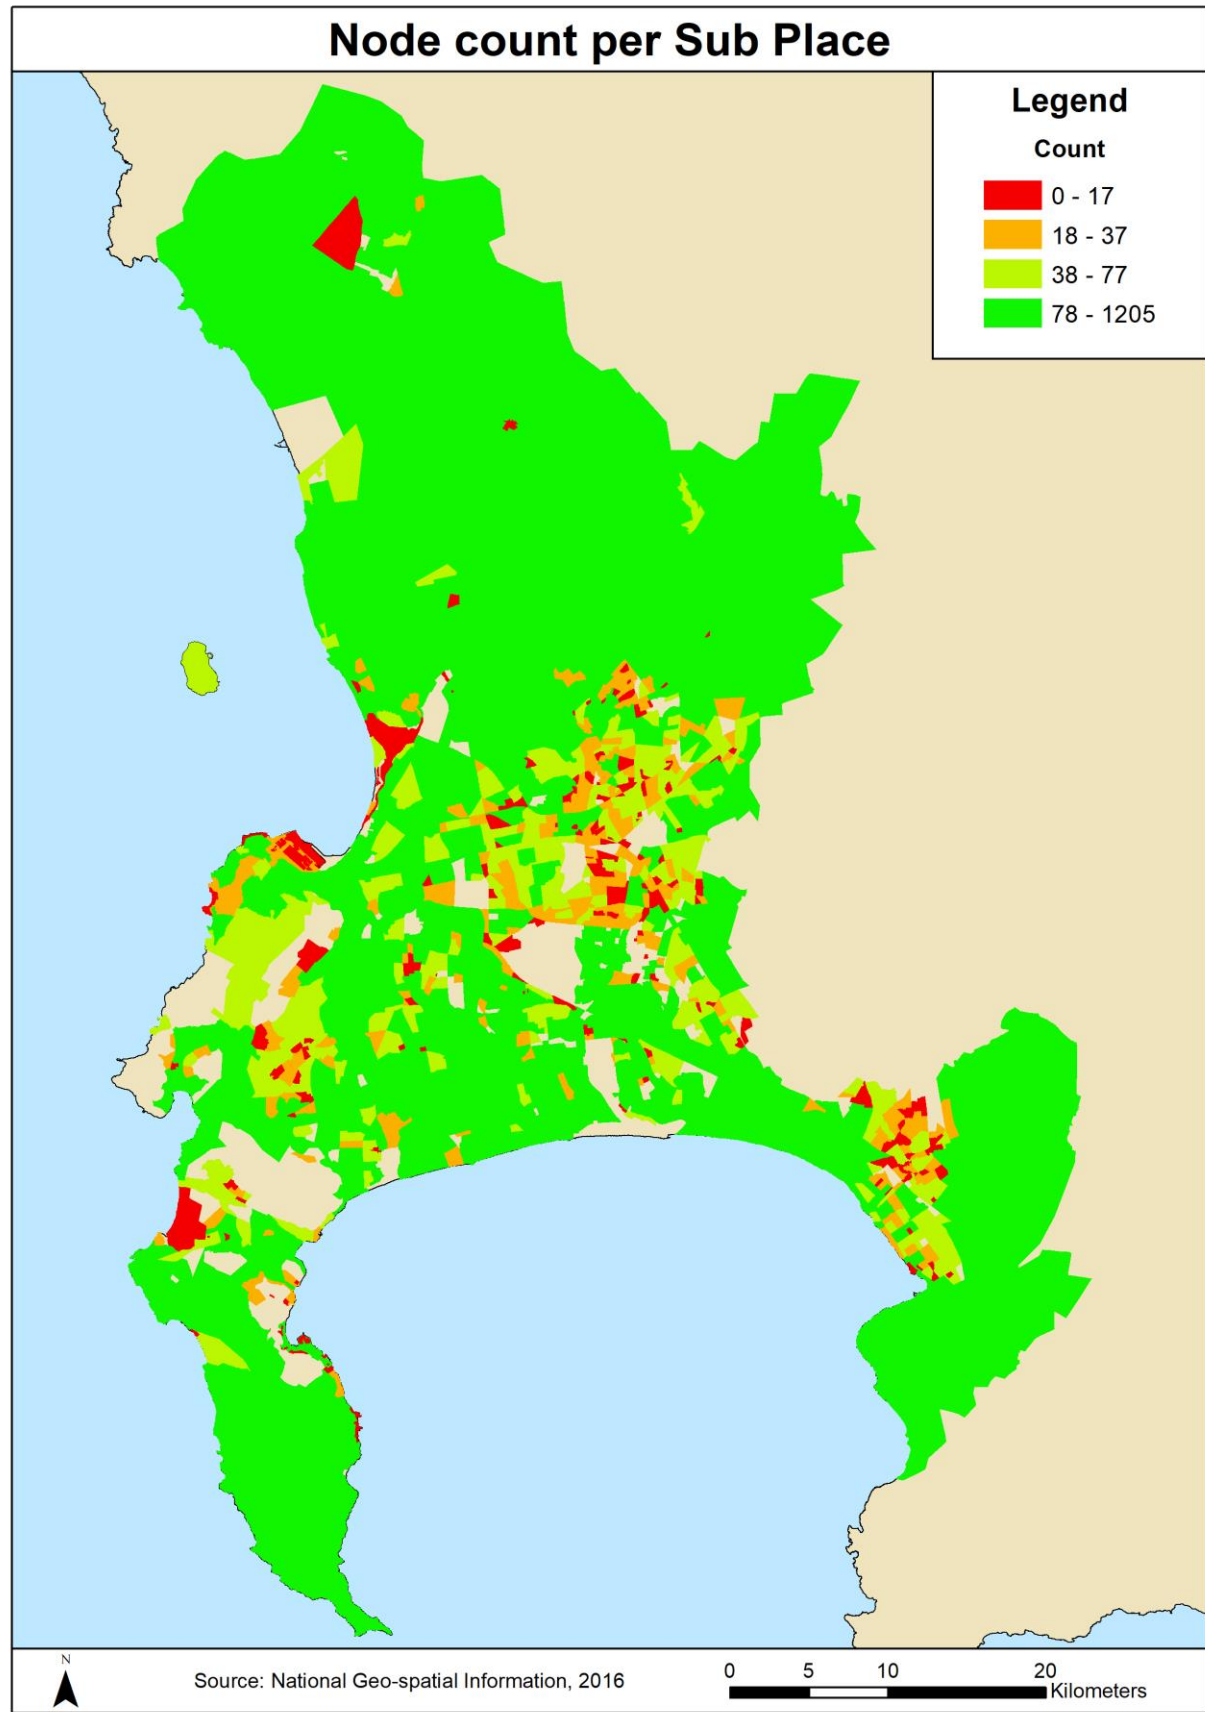 Node count per Sub Place
Legend
Count
0 - 17
18 - 37
38 - 77
78 - 1205
N
Source: National Geo-spatial Information, 2016
0 5 10 20
Kilometers